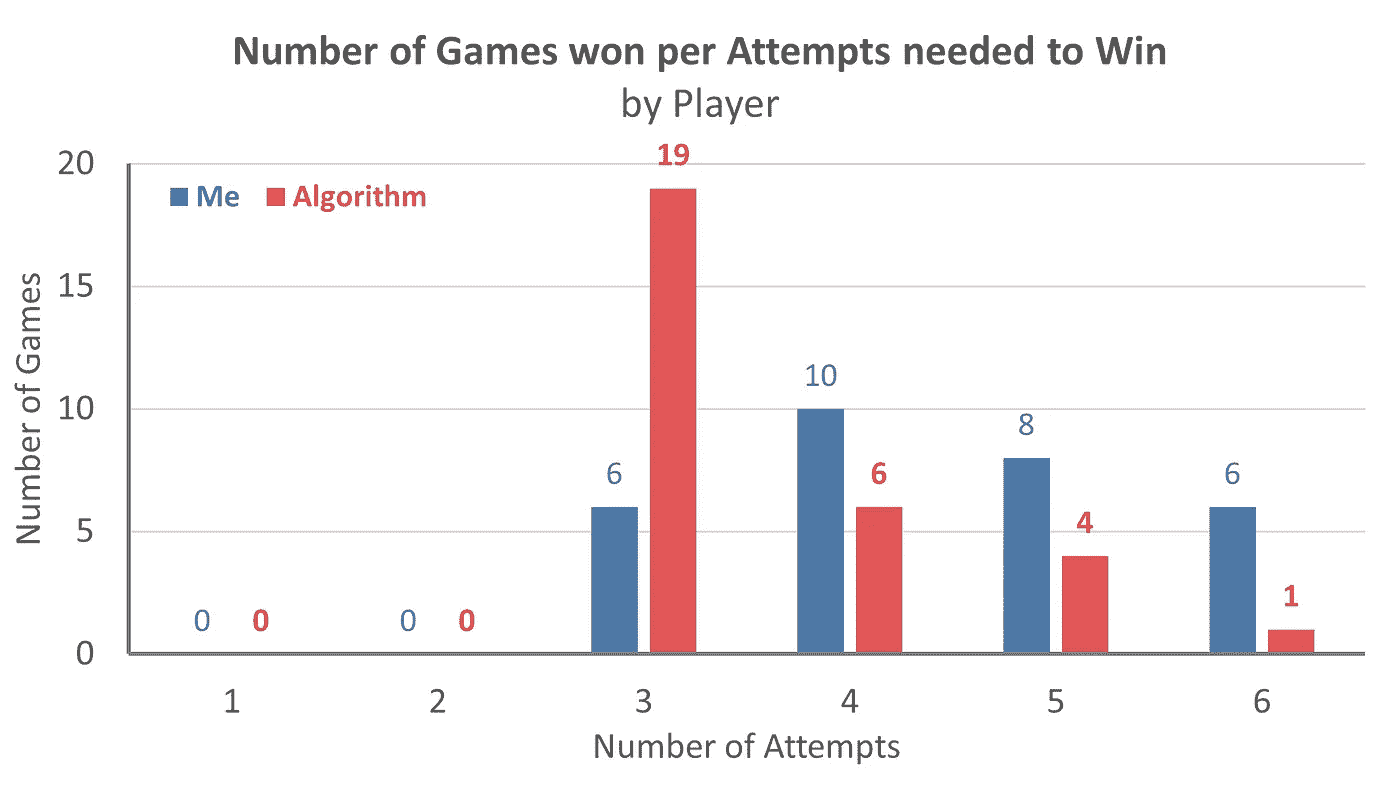 Number of Games won per Attempts needed to Win
by Player
Me Algorithm
Number of Games
20
15
10
5
0
0 0
0 0
6 19
10 6
8 4
6 1
1 2 3 4 5 6
Number of Attempts